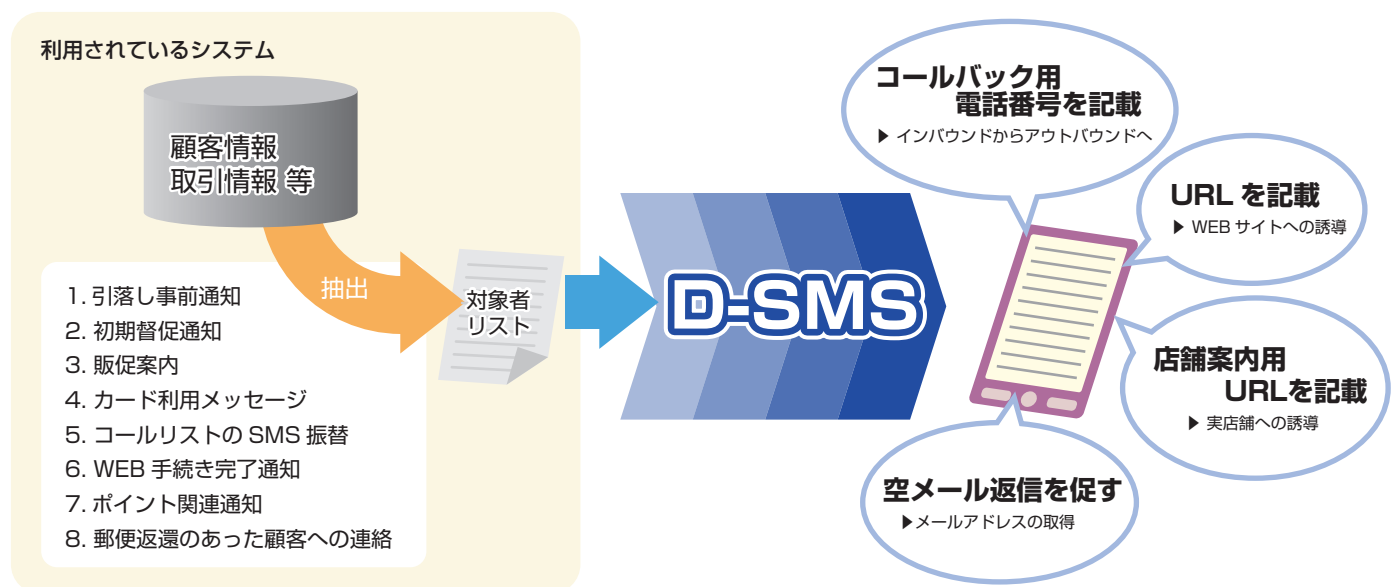 利用されているシステム
顧客情報
取引情報 等
抽出
対象者
リスト
1. 引落し事前通知
2. 初期督促通知
3. 販促案内
4. カード利用メッセージ
5. コールリストの SMS 振替
6. WEB 手続き完了通知
7. ポイント関連通知
8. 郵便返還のあった顧客への連絡
D-SMS
コールバック用
電話番号を記載
▶ インバウンドからアウトバウンドへ
URL を記載
▶ WEB サイトへの誘導
店舗案内用
URLを記載
▶ 実店舗への誘導
空メール返信を促す
▶メールアドレスの取得